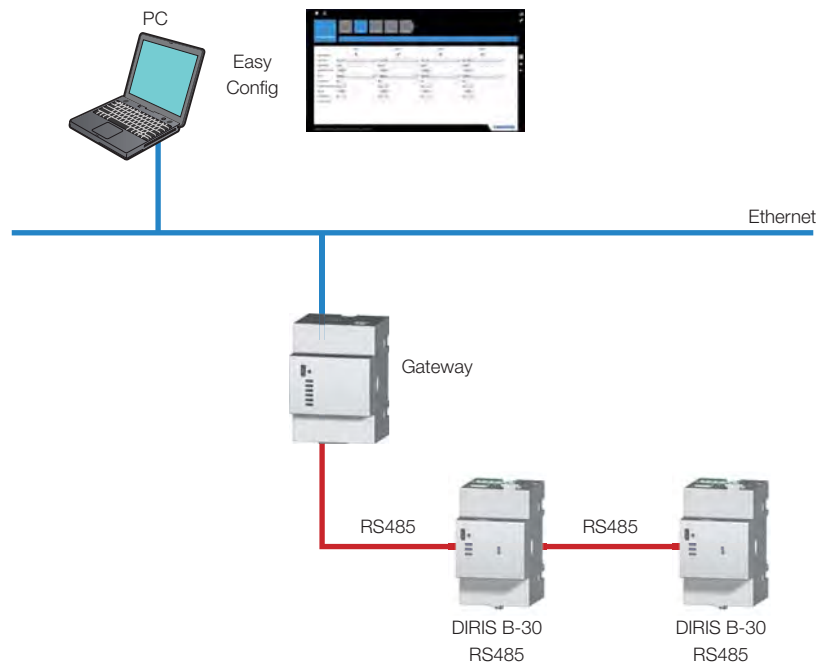 PC
Easy
Config
Ethernet
Gateway
RS485
RS485
DIRIS B-30
RS485
DIRIS B-30
RS485